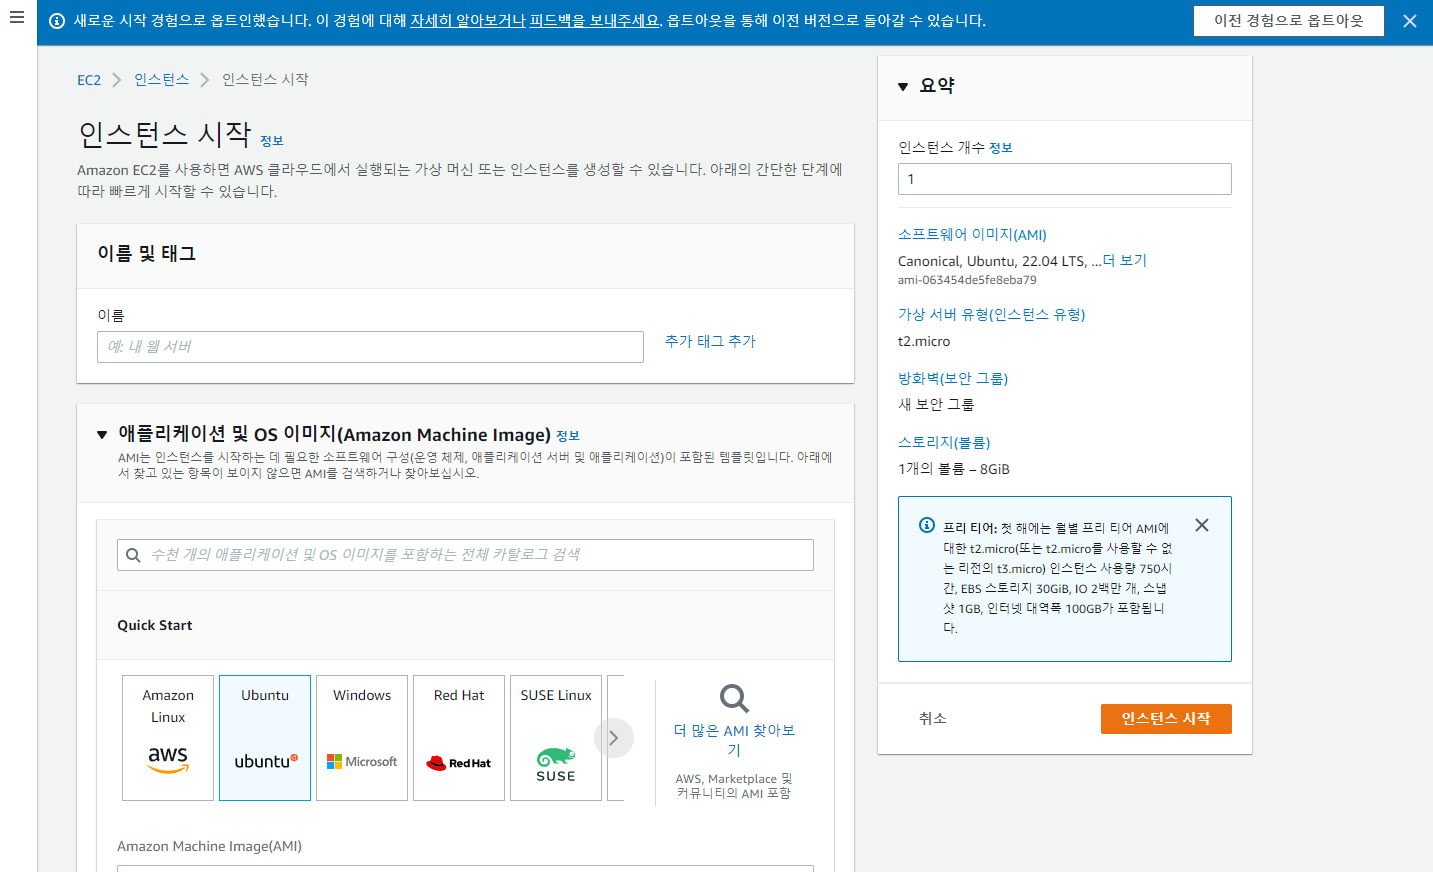 새로운 시작 경험으로 옵트인했습니다. 이 경험에 대해 자세히 알아보거나 피드백을 보내주세요. 옵트아웃을 통해 이전 버전으로 돌아갈 수 있습니다.
이전 경험으로 옵트아웃
EC2
인스턴스
인스턴스 시작
인스턴스 시작 정보
Amazon EC2를 사용하면 AWS 클라우드에서 실행되는 가상 머신 또는 인스턴스를 생성할 수 있습니다. 아래의 간단한 단계에
따라 빠르게 시작할 수 있습니다.
이름 및 태그
이름
예: 내 웹 서버
추가 태그 추가
애플리케이션 및 OS 이미지(Amazon Machine Image) 정보
AMI는 인스턴스를 시작하는 데 필요한 소프트웨어 구성(운영 체제, 애플리케이션 서버 및 애플리케이션)이 포함된 템플릿입니다. 아래에
서 찾고 있는 항목이 보이지 않으면 AMI을 검색하거나 찾아보십시오.
수천 개의 애플리케이션 및 OS 이미지를 포함하는 전체 카탈로그 검색
Quick Start
Amazon
Linux
aws
Ubuntu
ubuntu
Windows
Microsoft
Red Hat
Red Hat
SUSE Linux
SUSE
더 많은 AMI 찾아보
기
AWS, Marketplace 및
커뮤니티의 AMI 포함
Amazon Machine Image(AMI)
요약
인스턴스 개수 정보
1
소프트웨어 이미지(AMI)
Canonical, Ubuntu, 22.04 LTS, ...더 보기
ami-063454de5fe8eba79
가상 서버 유형(인스턴스 유형)
t2.micro
방화벽(보안 그룹)
새 보안 그룹
스토리지(볼륨)
1개의 볼륨 – 8GiB
프리 티어: 첫 해에는 월별 프리 티어 AMI에
대한 t2.micro(또는 t2.micro를 사용할 수 없
는 리전의 t3.micro) 인스턴스 사용량 750시
간, EBS 스토리지 30GiB, IO 2백만 개, 스냅
샷 1GB, 인터넷 대역폭 100GB가 포함됩니
다.
취소
인스턴스 시작